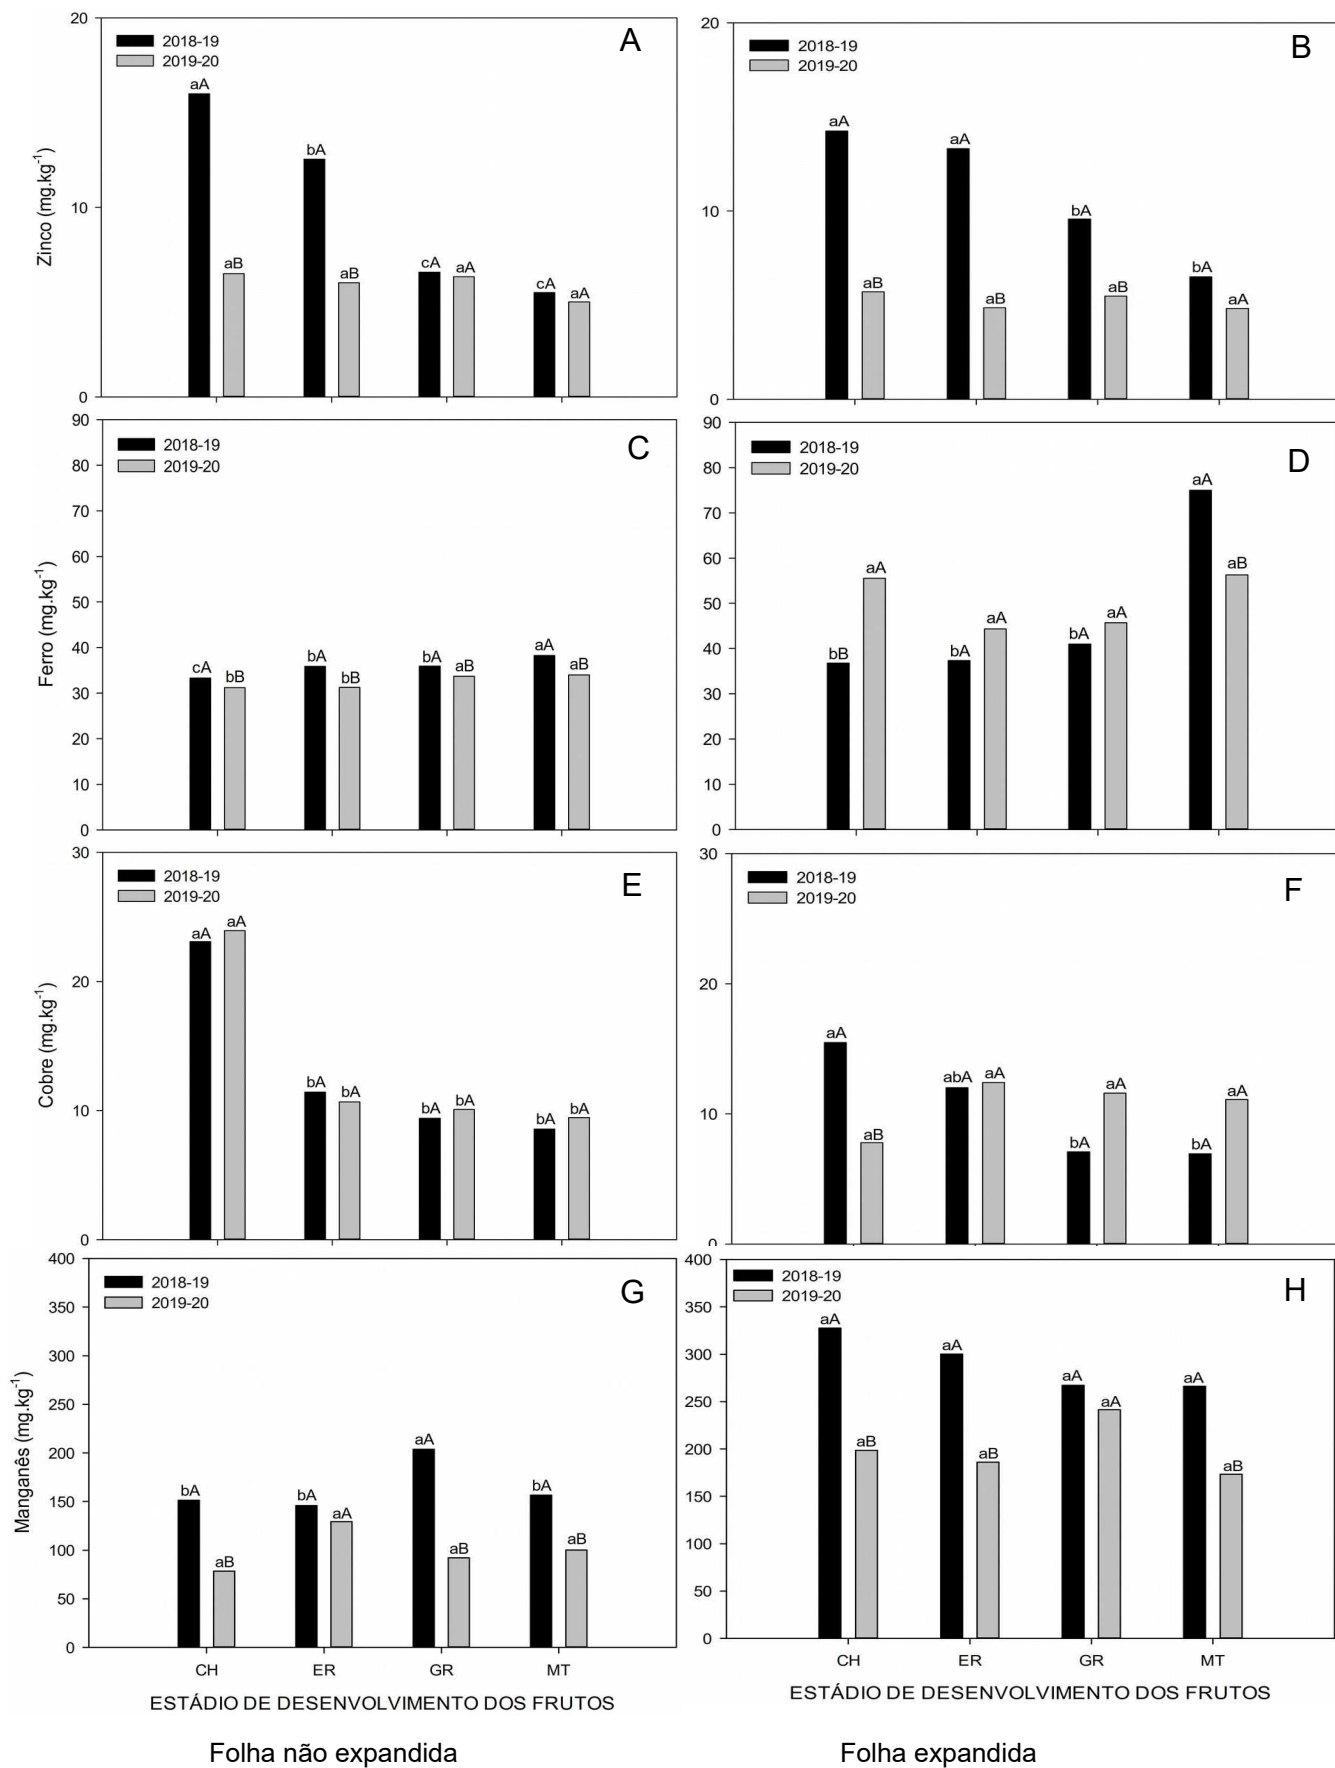 Zinco (mg.kg⁻¹)
20
10
0
2018-19
2019-20
A
aA
aB
bA
aB
cA
aA
cA
aA
20
10
0
2018-19
2019-20
B
aA
aB
aA
aB
bA
aB
bA
aA
Ferro (mg.kg⁻¹)
90
80
70
60
50
40
30
20
10
0
2018-19
2019-20
C
cA
bB
bA
bB
bA
aB
aA
aB
90
80
70
60
50
40
30
20
10
0
2018-19
2019-20
D
bB
aA
bA
aA
bA
aA
aA
aB
Cobre (mg.kg⁻¹)
30
20
10
0
2018-19
2019-20
E
aA
aA
bA
bA
bA
bA
bA
bA
30
20
10
0
2018-19
2019-20
F
aA
aB
abA
aA
bA
aA
bA
aA
Manganês (mg.kg⁻¹)
400
350
300
250
200
150
100
50
0
2018-19
2019-20
G
bA
aB
bA
aA
aA
aB
bA
aB
CH ER GR MT
ESTÁDIO DE DESENVOLVIMENTO DOS FRUTOS
Folha não expandida
400
350
300
250
200
150
100
50
0
2018-19
2019-20
H
aA
aB
aA
aB
aA
aA
aA
aB
CH ER GR MT
ESTÁDIO DE DESENVOLVIMENTO DOS FRUTOS
Folha expandida